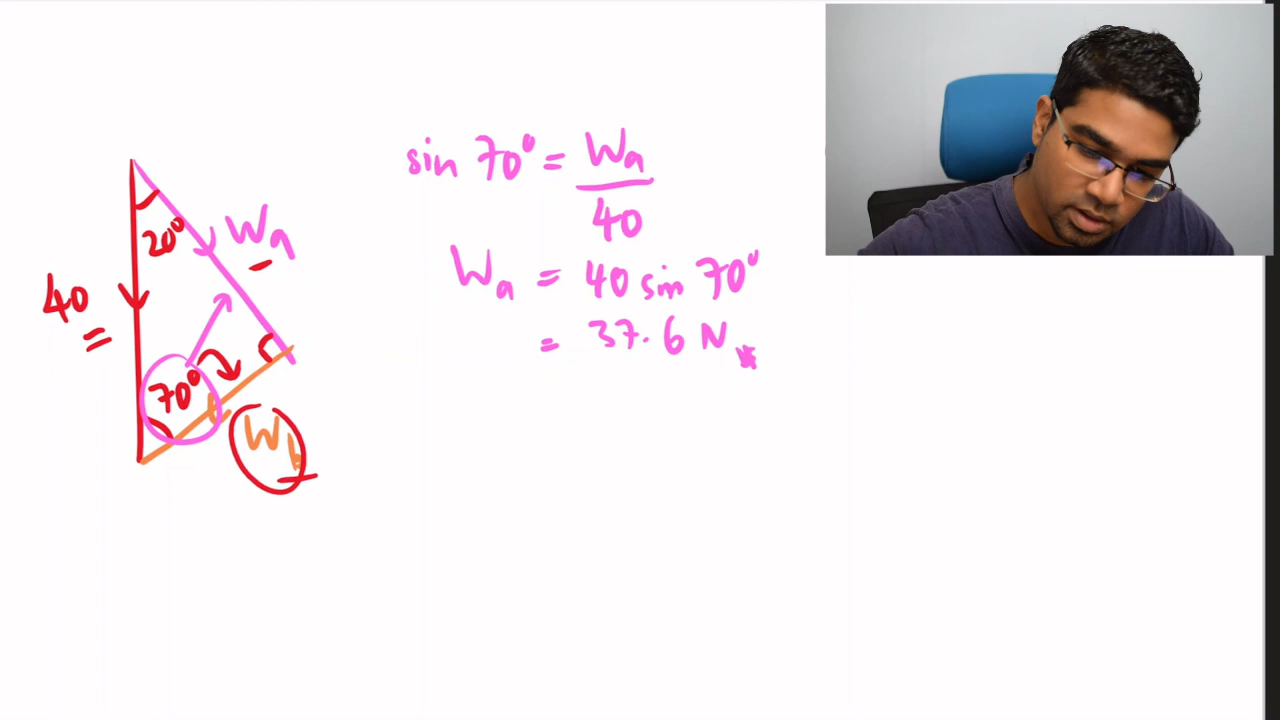 sin 70° = Wa
40
Wa = 40 sin 70°
= 37.6 N
20°
Wa
40
70°
Wb